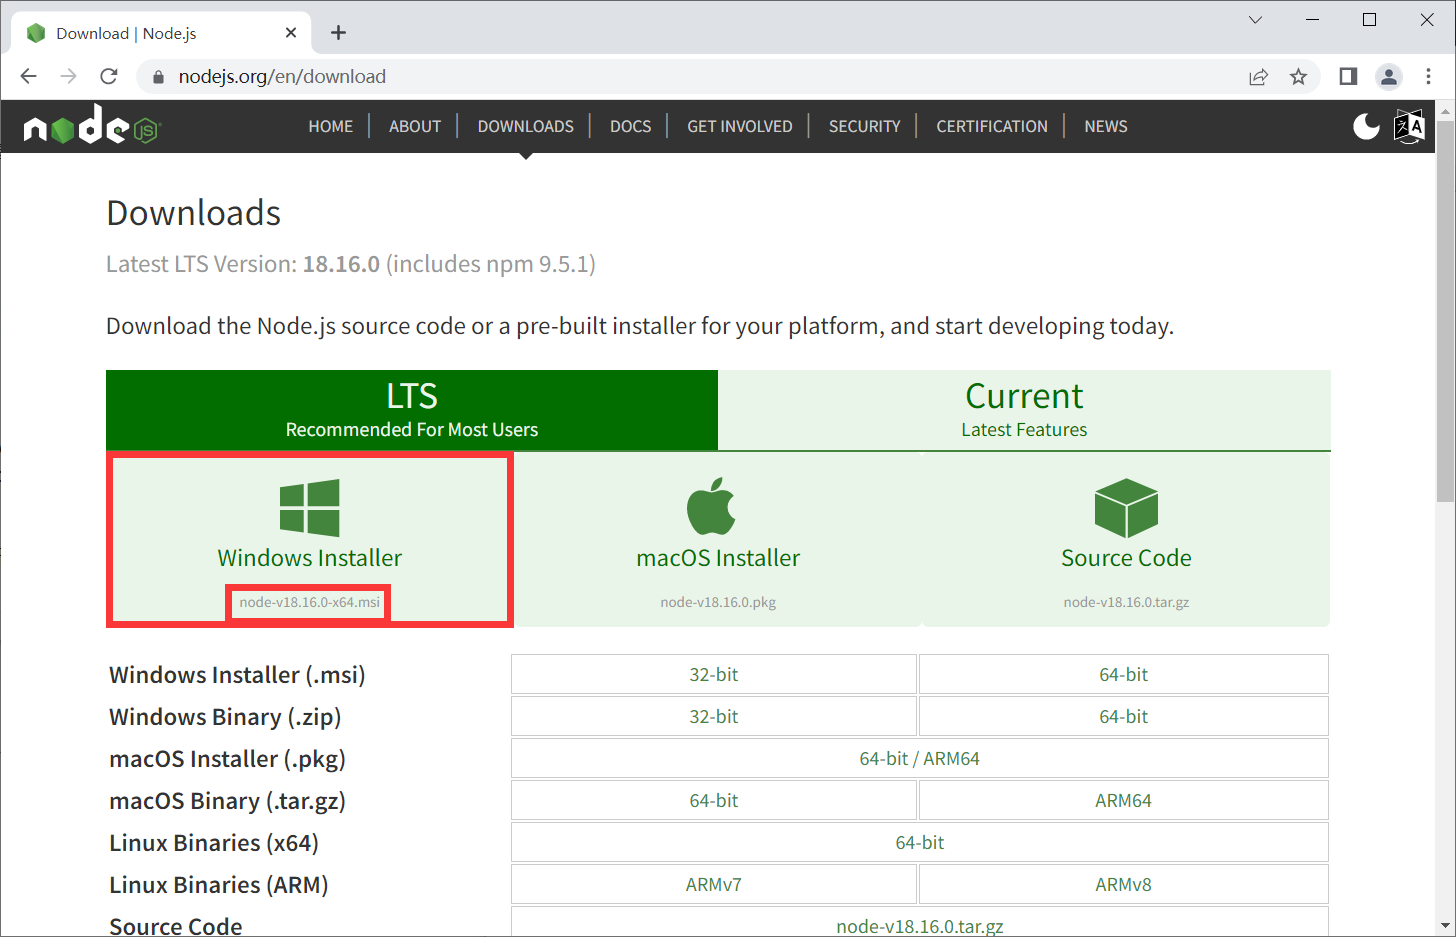 Download | Node.js
nodejs.org/en/download
node JS
HOME ABOUT DOWNLOADS DOCS GET INVOLVED SECURITY CERTIFICATION NEWS
Downloads
Latest LTS Version: 18.16.0 (includes npm 9.5.1)
Download the Node.js source code or a pre-built installer for your platform, and start developing today.
LTS
Recommended For Most Users
Current
Latest Features
Windows Installer
node-v18.16.0-x64.msi
macOS Installer
node-v18.16.0.pkg
Source Code
node-v18.16.0.tar.gz
Windows Installer (.msi) 32-bit 64-bit
Windows Binary (.zip) 32-bit 64-bit
macOS Installer (.pkg) 64-bit / ARM64
macOS Binary (.tar.gz) 64-bit ARM64
Linux Binaries (x64) 64-bit
Linux Binaries (ARM) ARMv7 ARMv8
Source Code node-v18.16.0.tar.gz